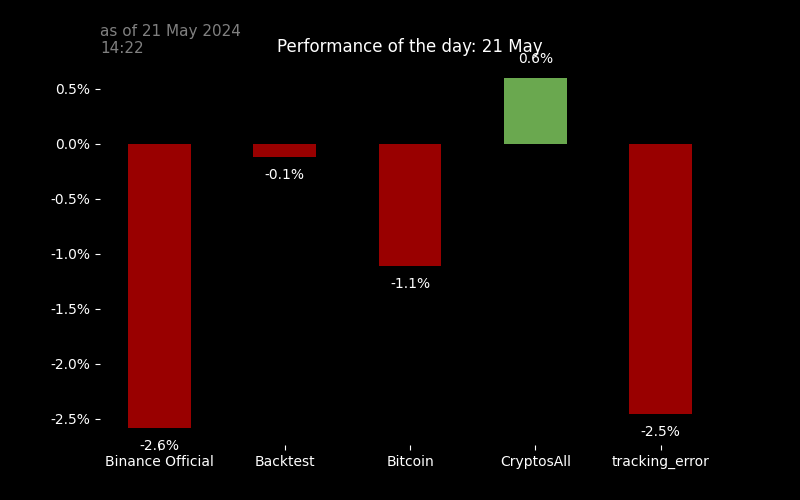 as of 21 May 2024
14:22
Performance of the day: 21 May
0.6%
0.5%
0.0%
-0.1%
-0.5%
-1.0%
-1.1%
-1.5%
-2.0%
-2.5%
-2.5%
-2.6%
Binance Official
Backtest
Bitcoin
CryptosAll
tracking_error